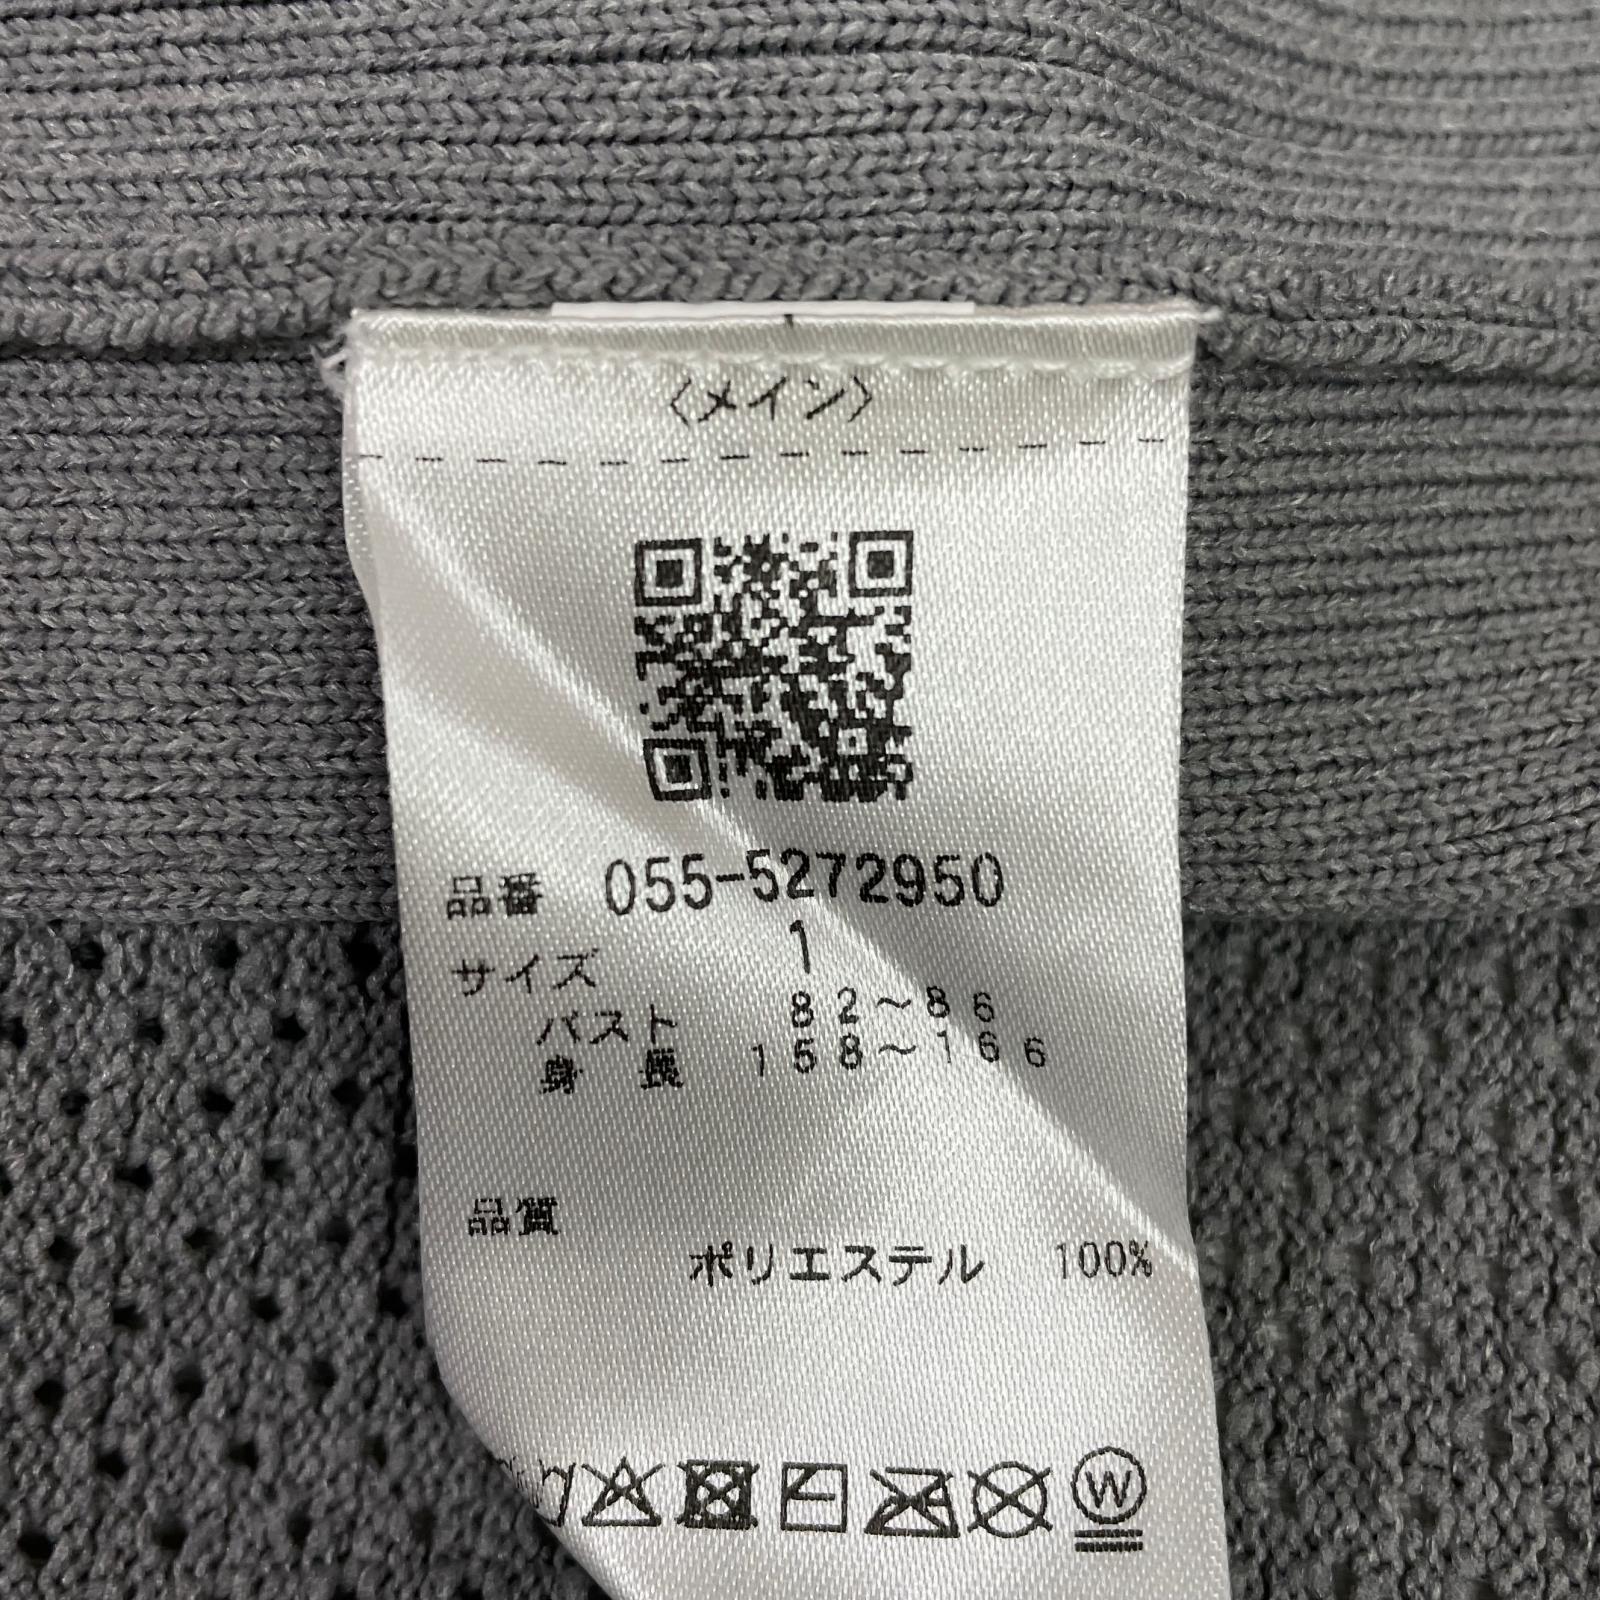 〈メイン〉
品番 055-5272950
サイズ 1
バスト 82～86
身長 158～166
品質
ポリエステル 100%
W